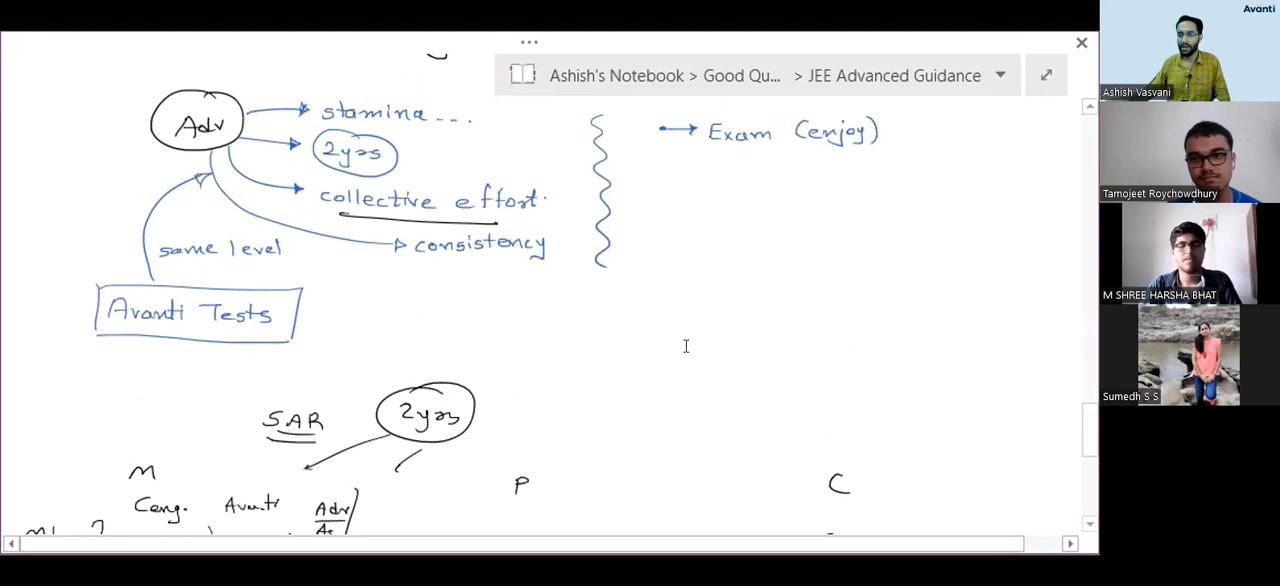 Avanti
...
Ashish's Notebook > Good Qu... > JEE Advanced Guidance
Adv
stamina ...
2yrs
collective effort.
consistency
same level
Avanti Tests
Exam (enjoy)
SAR
2yrs
M
P
C
Ceng.
Avanti
Adv
Ashish Vasvani
Tamojeet Roychowdhury
M SHREE HARSHA BHAT
Sumedh S S